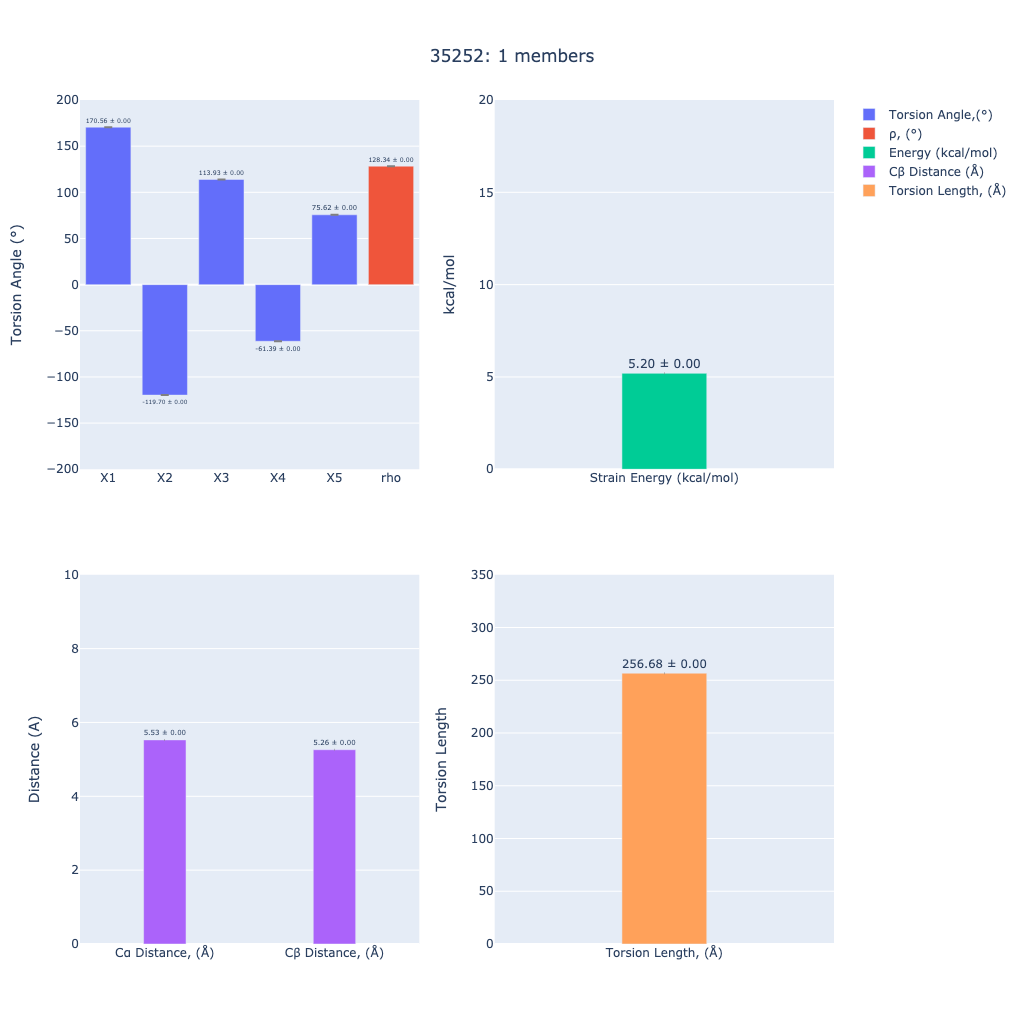 35252: 1 members
Torsion Angle (°)
200
150
100
50
0
−50
−100
−150
−200
170.56 ± 0.00
-119.70 ± 0.00
113.93 ± 0.00
-61.39 ± 0.00
75.62 ± 0.00
128.34 ± 0.00
X1 X2 X3 X4 X5 rho
kcal/mol
20
15
10
5
0
5.20 ± 0.00
Strain Energy (kcal/mol)
Torsion Angle,(°)
ρ, (°)
Energy (kcal/mol)
Cβ Distance (Å)
Torsion Length, (Å)
Distance (A)
10
8
6
4
2
0
5.53 ± 0.00
5.26 ± 0.00
Cα Distance, (Å) Cβ Distance, (Å)
Torsion Length
350
300
250
200
150
100
50
0
256.68 ± 0.00
Torsion Length, (Å)